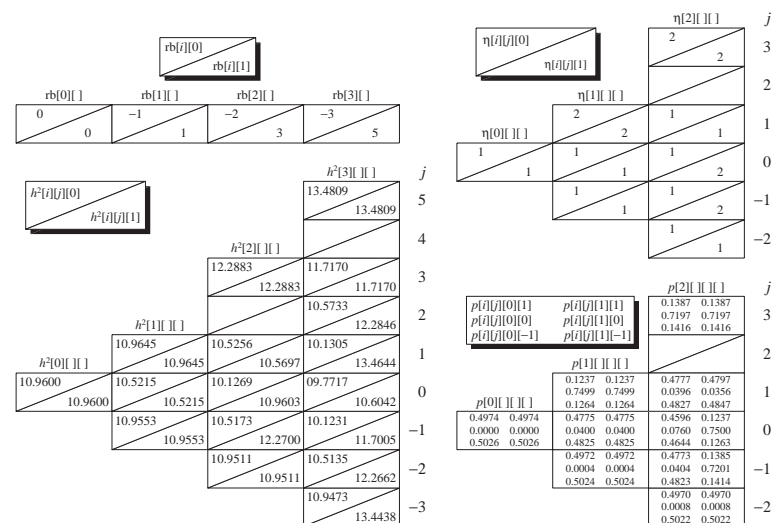 rb[i][0]
rb[i][1]
rb[0][ ] rb[1][ ] rb[2][ ] rb[3][ ]
0 −1 −2 −3
0 1 3 5
h²[i][j][0]
h²[i][j][1]
h²[3][ ][ ] j
13.4809
13.4809
5
4
h²[2][ ][ ]
12.2883 11.7170
12.2883 11.7170
3
10.5733
12.2846
2
h²[1][ ][ ]
10.9645 10.5256 10.1305
10.9645 10.5697 13.4644
1
h²[0][ ][ ]
10.9600 10.5215 10.1269 09.7717
10.9600 10.5215 10.9603 10.6042
0
10.9553 10.5173 10.1231
10.9553 12.2700 11.7005
−1
10.9511 10.5135
10.9511 12.2662
−2
10.9473
13.4438
−3
η[i][j][0]
η[i][j][1]
η[2][ ][ ] j
2
2
3
2
η[1][ ][ ]
2 1
2 1
1
η[0][ ][ ]
1 1 1
1 1 2
0
1 1
1 2
−1
1
1
−2
p[i][j][0][1] p[i][j][1][1]
p[i][j][0][0] p[i][j][1][0]
p[i][j][0][−1] p[i][j][1][−1]
p[2][ ][ ][ ] j
0.1387 0.1387
0.7197 0.7197
0.1416 0.1416
3
2
p[1][ ][ ][ ]
0.1237 0.1237 0.4777 0.4797
0.7499 0.7499 0.0396 0.0356
0.1264 0.1264 0.4827 0.4847
1
p[0][ ][ ][ ]
0.4974 0.4974 0.4775 0.4775 0.4596 0.1237
0.0000 0.0000 0.0400 0.0400 0.0760 0.7500
0.5026 0.5026 0.4825 0.4825 0.4644 0.1263
0
0.4972 0.4972 0.4773 0.1385
0.0004 0.0004 0.0404 0.7201
0.5024 0.5024 0.4823 0.1414
−1
0.4970 0.4970
0.0008 0.0008
0.5022 0.5022
−2